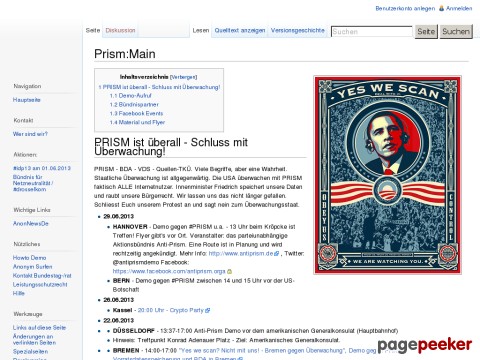 Benutzerkonto anlegen Anmelden
Seite Diskussion Lesen Quelltext anzeigen Versionsgeschichte Suchen Seite Suchen
Prism:Main
Navigation
Hauptseite
Kontakt
Wer sind wir?
Aktionen:
#idp13 am 01.06.2013
Bündnis für
Netzneutralität /
#drosselkom
Wichtige Links
AnonNewsDe
Nützliches
Howto Demo
Anonym Surfen
Kontakt Bundestag/-rat
Leistungsschutzrecht
Hilfe
Werkzeuge
Links auf diese Seite
Änderungen an
verlinkten Seiten
Spezialseiten
Inhaltsverzeichnis [Verbergen]
1 PRISM ist überall - Schluss mit Überwachung!
1.1 Demo-Aufruf
1.2 Bündnispartner
1.3 Facebook Events
1.4 Material und Flyer
PRISM ist überall - Schluss mit
Überwachung!
PRISM - BDA - VDS - Quellen-TKÜ. Viele Begriffe, aber eine Wahrheit.
Staatliche Überwachung ist allgegenwärtig. Die USA überwachen mit PRISM
faktisch ALLE Internetnutzer. Innenminister Friedrich speichert unsere Daten
und raubt unsere Bürgerrecht. Wir lassen uns das nicht länger gefallen.
Schliesst Euch unserem Protest an und sagt nein zum Überwachungsstaat.
29.06.2013
HANNOVER - Demo gegen #PRISM u.a. - 13 Uhr beim Kröpcke ist
Treffen! Flyer gibt's vor Ort. Veranstalter: das parteiunabhängige
Aktionsbündnis Anti-Prism. Eine Route ist in Planung und wird
rechtzeitig angekündigt. Mehr Info: http://www.antiprism.de , Twitter:
@antiprismdemo Facebook:
https://www.facebook.com/antiprism.orga
BERN - Demo gegen #PRISM zwischen 14 und 15 Uhr vor der US-
Botschaft
26.06.2013
Kassel - 20:00 Uhr - Crypto Party
22.06.2013
DÜSSELDORF - 13:37-17:00 Anti-Prism Demo vor dem amerikanischen Generalkonsulat (Hauptbahnhof)
Hinweis: Treffpunkt Konrad Adenauer Platz - Ziel: Amerikanisches Konsulat.
BREMEN - 14:00-17:00 "Yes we scan? Nicht mit uns! - Bremen gegen Überwachung", Demo gegen
Vorratsdatenspeicherung und BDA in Bremen
YES WE SCAN
OBEY US
CONTROL
WE ARE WATCHING YOU.
pagepeeker